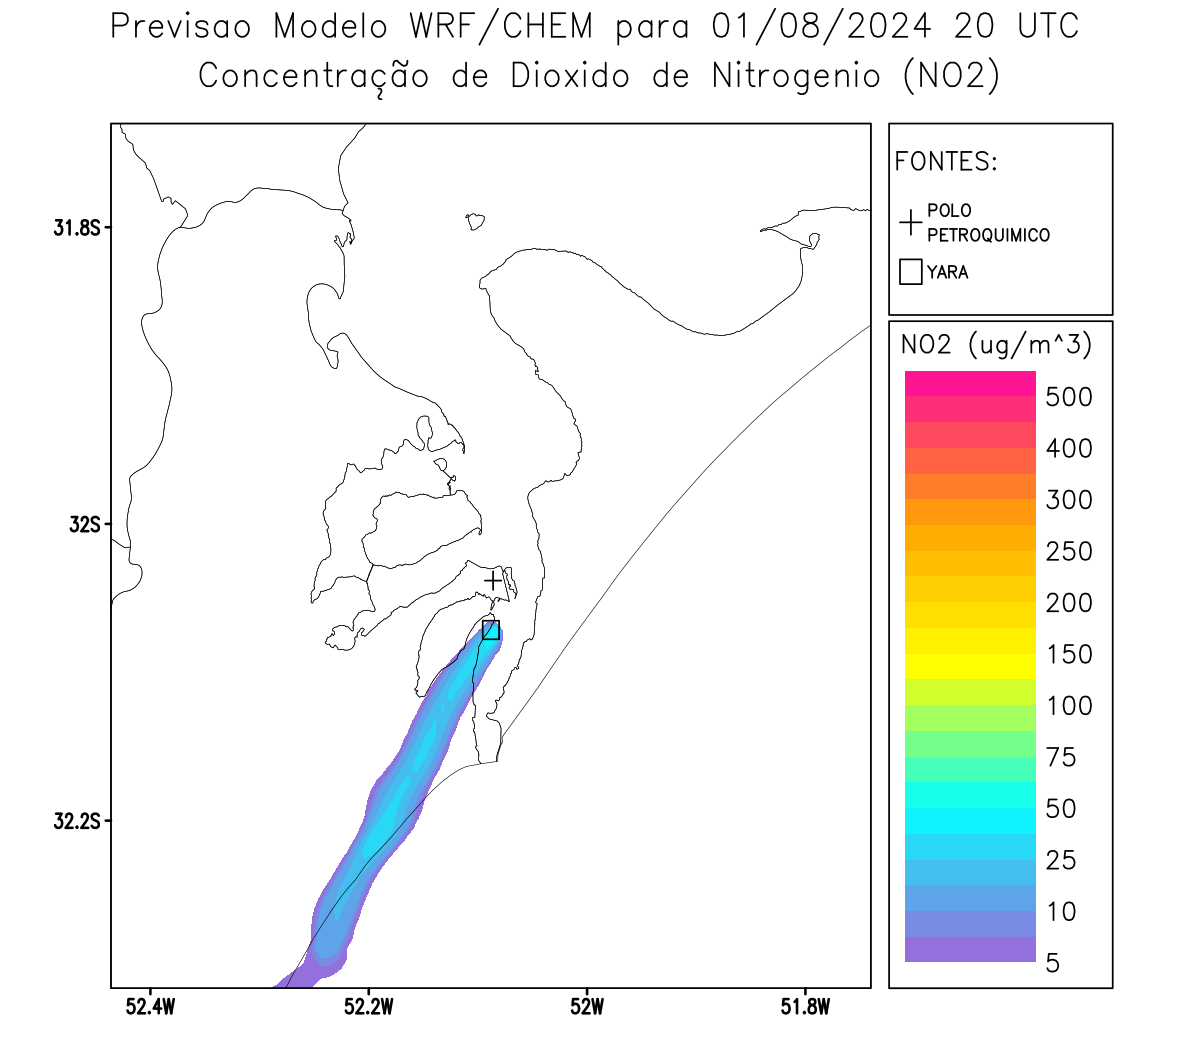 Previsao Modelo WRF/CHEM para 01/08/2024 20 UTC
Concentração de Dioxido de Nitrogenio (NO2)
FONTES:
POLO
PETROQUIMICO
YARA
NO2 (ug/m^3)
500
400
300
250
200
150
100
75
50
25
10
5
31.8S
32S
32.2S
52.4W
52.2W
52W
51.8W